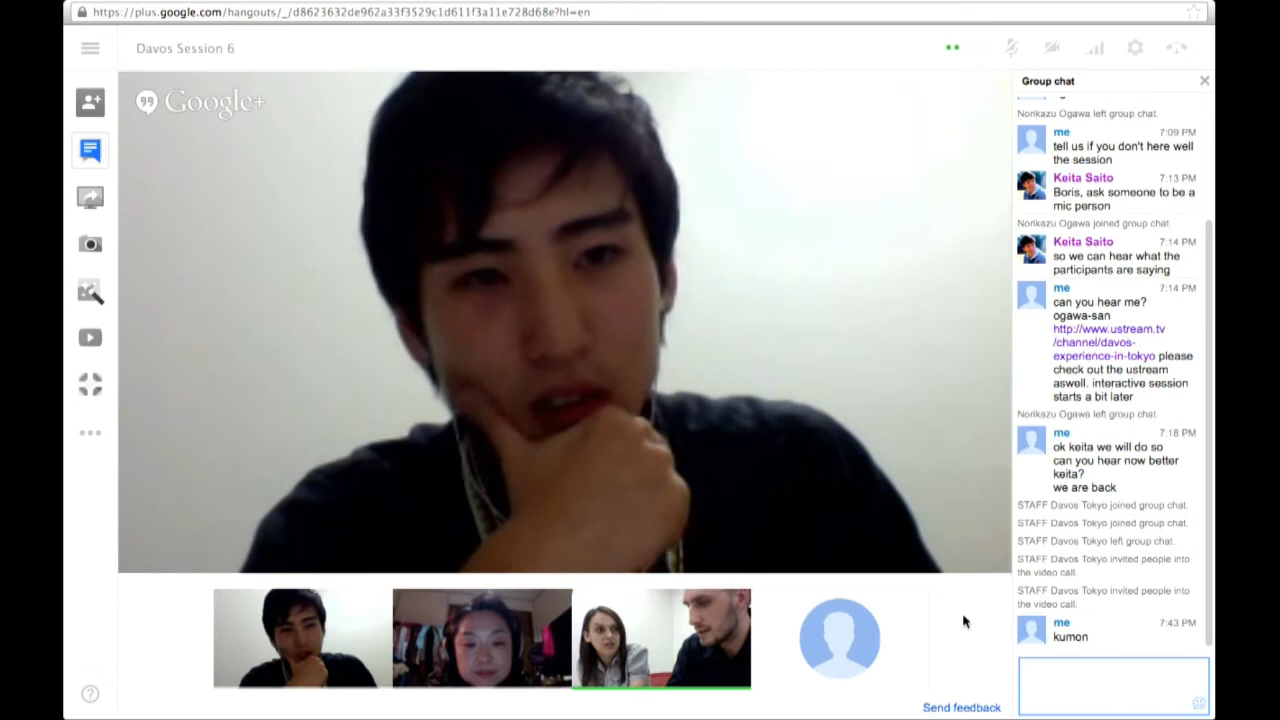 https://plus.google.com/hangouts/_/d8623632de962a33f3529c1d611f3a11e728d68e?hl=en
Davos Session 6
Google+
Group chat
Norikazu Ogawa left group chat.
me 7:09 PM
tell us if you don't here well
the session
Keita Saito 7:13 PM
Boris, ask someone to be a
mic person
Norikazu Ogawa joined group chat.
Keita Saito 7:14 PM
so we can hear what the
participants are saying
me 7:14 PM
can you hear me?
ogawa-san
http://www.ustream.tv
/channel/davos-
experience-in-tokyo please
check out the ustream
aswell. interactive session
starts a bit later
Norikazu Ogawa left group chat.
me 7:18 PM
ok keita we will do so
can you hear now better
keita?
we are back
STAFF Davos Tokyo joined group chat.
STAFF Davos Tokyo joined group chat.
STAFF Davos Tokyo left group chat.
STAFF Davos Tokyo invited people into
the video call.
STAFF Davos Tokyo invited people into
the video call.
me 7:43 PM
kumon
Send feedback